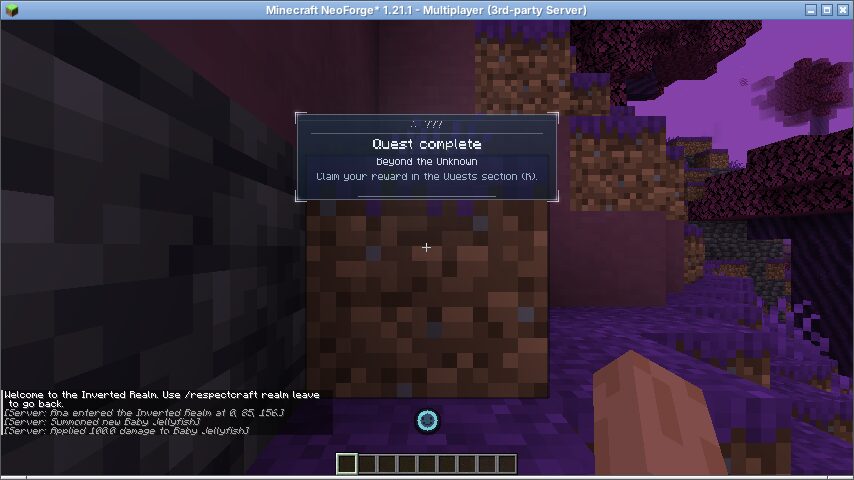 Minecraft NeoForge* 1.21.1 - Multiplayer (3rd-party Server)
Quest complete
Beyond the Unknown
Claim your reward in the Quests section (K).
Welcome to the Inverted Realm. Use /respectcraft realm leave
to go back.
[Server: Ana entered the Inverted Realm at 0, 65, 156.]
[Server: Summoned new Baby Jellyfish]
[Server: Applied 100.0 damage to Baby Jellyfish]